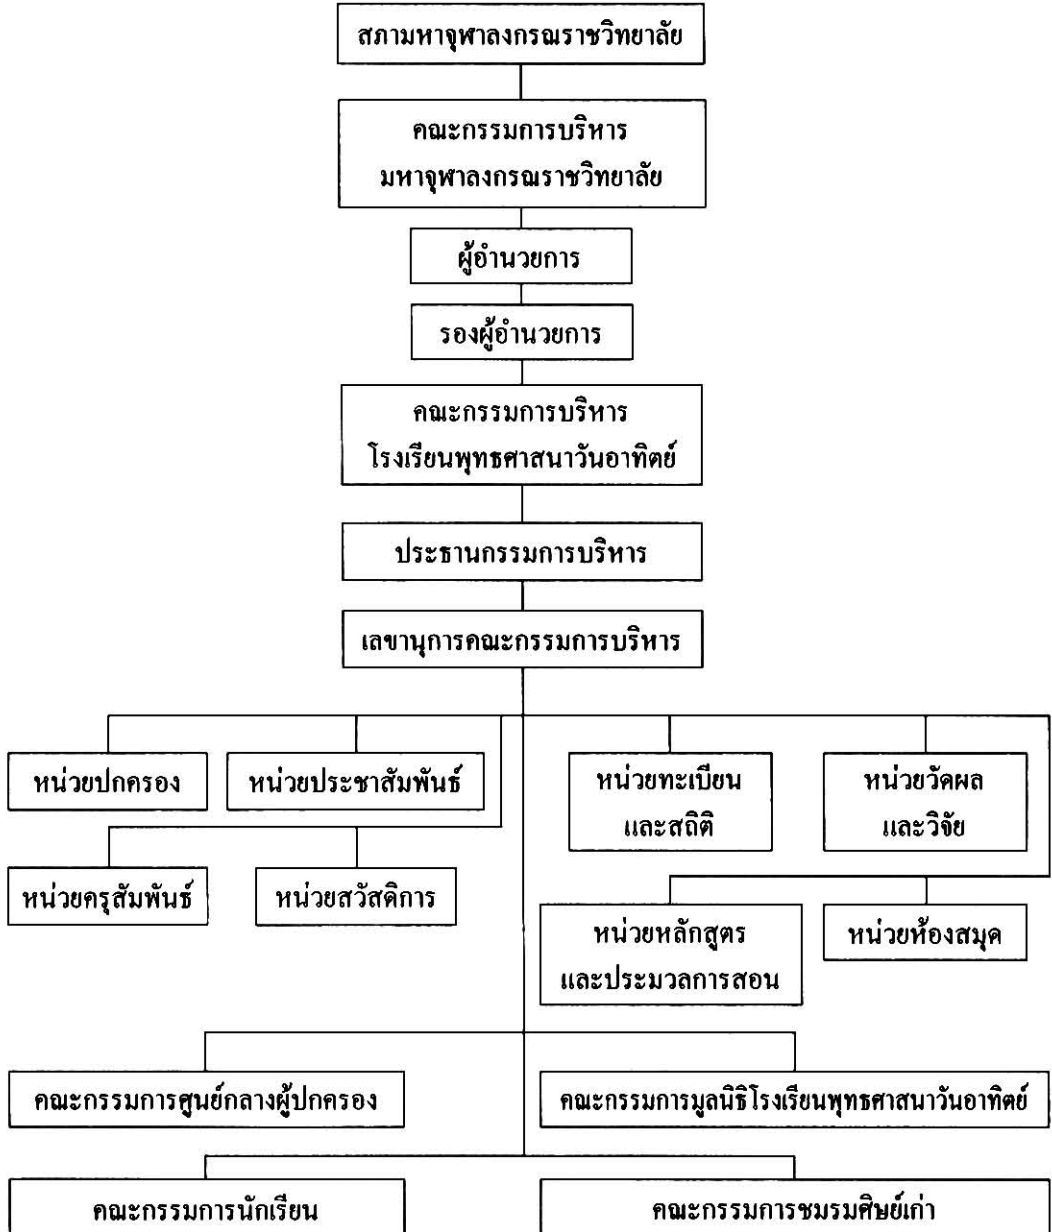 สภามหาจุฬาลงกรณราชวิทยาลัย
คณะกรรมการบริหาร
มหาจุฬาลงกรณราชวิทยาลัย
ผู้อำนวยการ
รองผู้อำนวยการ
คณะกรรมการบริหาร
โรงเรียนพุทธศาสนาวันอาทิตย์
ประธานกรรมการบริหาร
เลขานุการคณะกรรมการบริหาร
หน่วยปกครอง
หน่วยประชาสัมพันธ์
หน่วยทะเบียน
และสถิติ
หน่วยวัดผล
และวิจัย
หน่วยครุสัมพันธ์
หน่วยสวัสดิการ
หน่วยหลักสูตร
และประมวลการสอน
หน่วยห้องสมุด
คณะกรรมการศูนย์กลางผู้ปกครอง
คณะกรรมการมูลนิธิโรงเรียนพุทธศาสนาวันอาทิตย์
คณะกรรมการนักเรียน
คณะกรรมการชมรมศิษย์เก่า